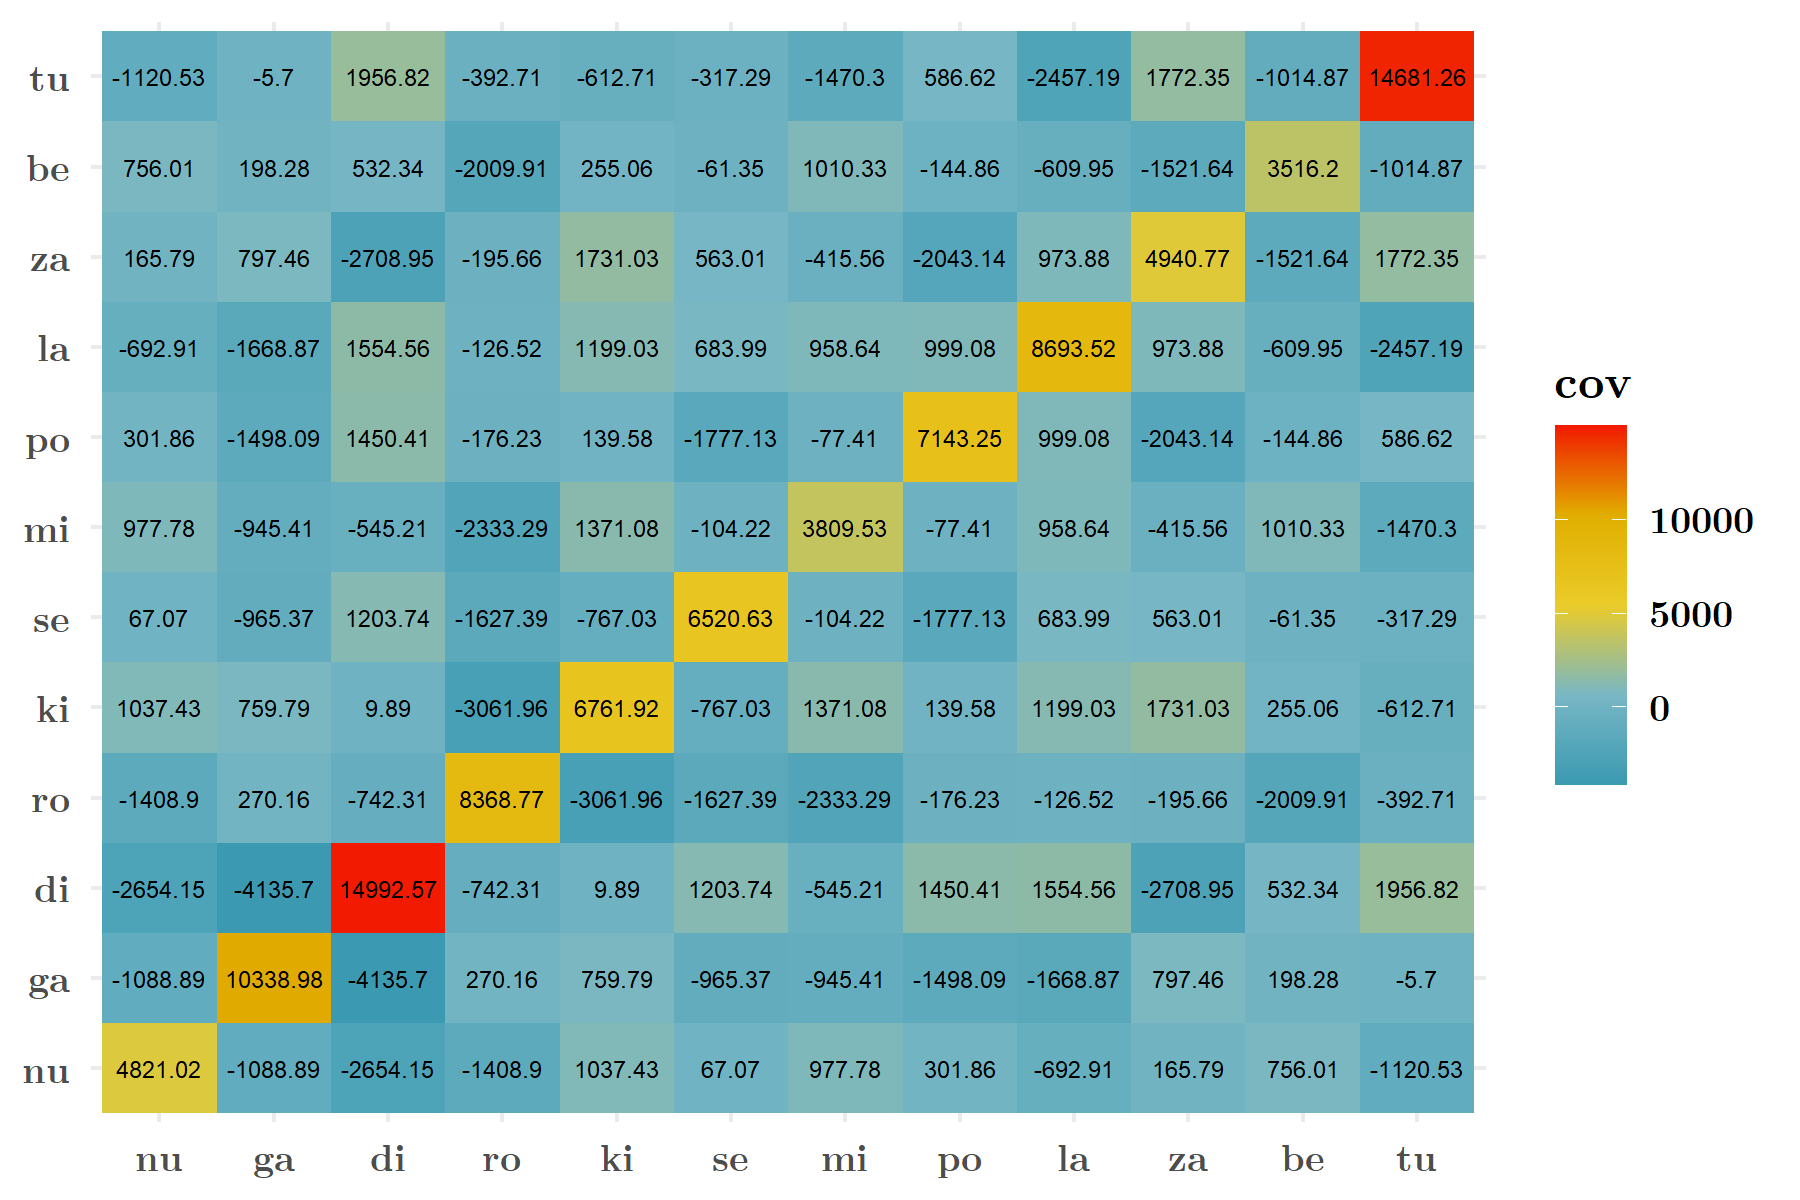 tu -1120.53 -5.7 1956.82 -392.71 -612.71 -317.29 -1470.3 586.62 -2457.19 1772.35 -1014.87 14681.26
be 756.01 198.28 532.34 -2009.91 255.06 -61.35 1010.33 -144.86 -609.95 -1521.64 3516.2 -1014.87
za 165.79 797.46 -2708.95 -195.66 1731.03 563.01 -415.56 -2043.14 973.88 4940.77 -1521.64 1772.35
la -692.91 -1668.87 1554.56 -126.52 1199.03 683.99 958.64 999.08 8693.52 973.88 -609.95 -2457.19
po 301.86 -1498.09 1450.41 -176.23 139.58 -1777.13 -77.41 7143.25 999.08 -2043.14 -144.86 586.62
mi 977.78 -945.41 -545.21 -2333.29 1371.08 -104.22 3809.53 -77.41 958.64 -415.56 1010.33 -1470.3
se 67.07 -965.37 1203.74 -1627.39 -767.03 6520.63 -104.22 -1777.13 683.99 563.01 -61.35 -317.29
ki 1037.43 759.79 9.89 -3061.96 6761.92 -767.03 1371.08 139.58 1199.03 1731.03 255.06 -612.71
ro -1408.9 270.16 -742.31 8368.77 -3061.96 -1627.39 -2333.29 -176.23 -126.52 -195.66 -2009.91 -392.71
di -2654.15 -4135.7 14992.57 -742.31 9.89 1203.74 -545.21 1450.41 1554.56 -2708.95 532.34 1956.82
ga -1088.89 10338.98 -4135.7 270.16 759.79 -965.37 -945.41 -1498.09 -1668.87 797.46 198.28 -5.7
nu 4821.02 -1088.89 -2654.15 -1408.9 1037.43 67.07 977.78 301.86 -692.91 165.79 756.01 -1120.53
nu ga di ro ki se mi po la za be tu
cov
10000
5000
0